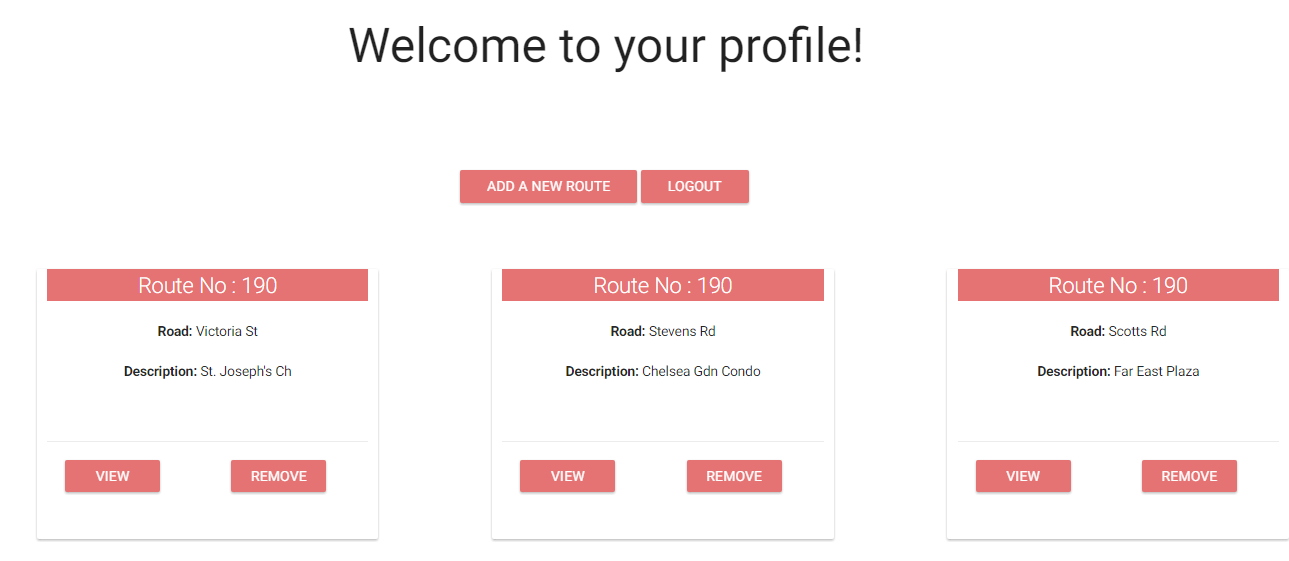 Welcome to your profile!
ADD A NEW ROUTE LOGOUT
Route No : 190
Road: Victoria St
Description: St. Joseph's Ch
VIEW REMOVE
Route No : 190
Road: Stevens Rd
Description: Chelsea Gdn Condo
VIEW REMOVE
Route No : 190
Road: Scotts Rd
Description: Far East Plaza
VIEW REMOVE